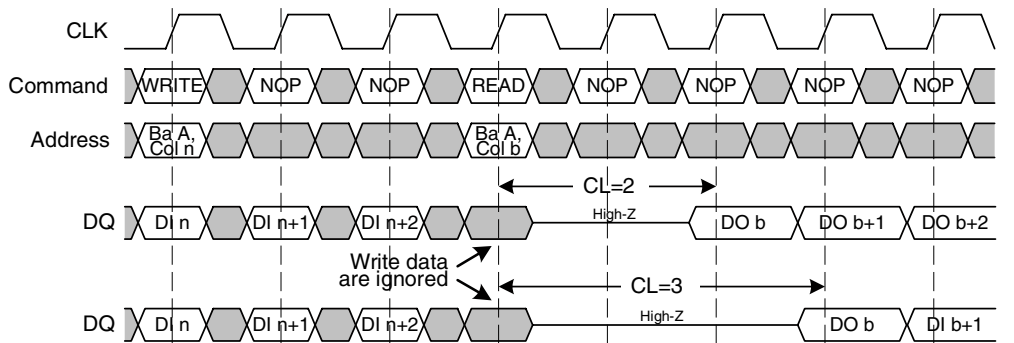 CLK
Command WRITE NOP NOP READ NOP NOP NOP NOP
Address Ba A, Col n Ba A, Col b
CL=2
DQ DI n DI n+1 DI n+2 High-Z DO b DO b+1 DO b+2
Write data
are ignored
CL=3
DQ DI n DI n+1 DI n+2 High-Z DO b DI b+1